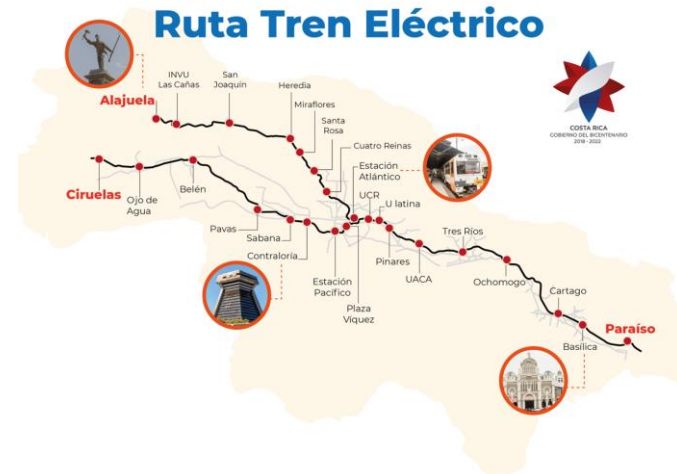 Ruta Tren Eléctrico
INVU
Las Cañas
San
Joaquín
Heredia
Miraflores
Santa
Rosa
Cuatro Reinas
Estación
Atlántico
UCR
U latina
Alajuela
Ciruelas
Ojo de
Agua
Belén
Pavas
Sabana
Contraloría
Estación
Pacífico
Plaza
Víquez
Pinares
UACA
Tres Ríos
Ochomogo
Cartago
Basílica
Paraíso
COSTA RICA
GOBIERNO DEL BICENTENARIO
2018 - 2022